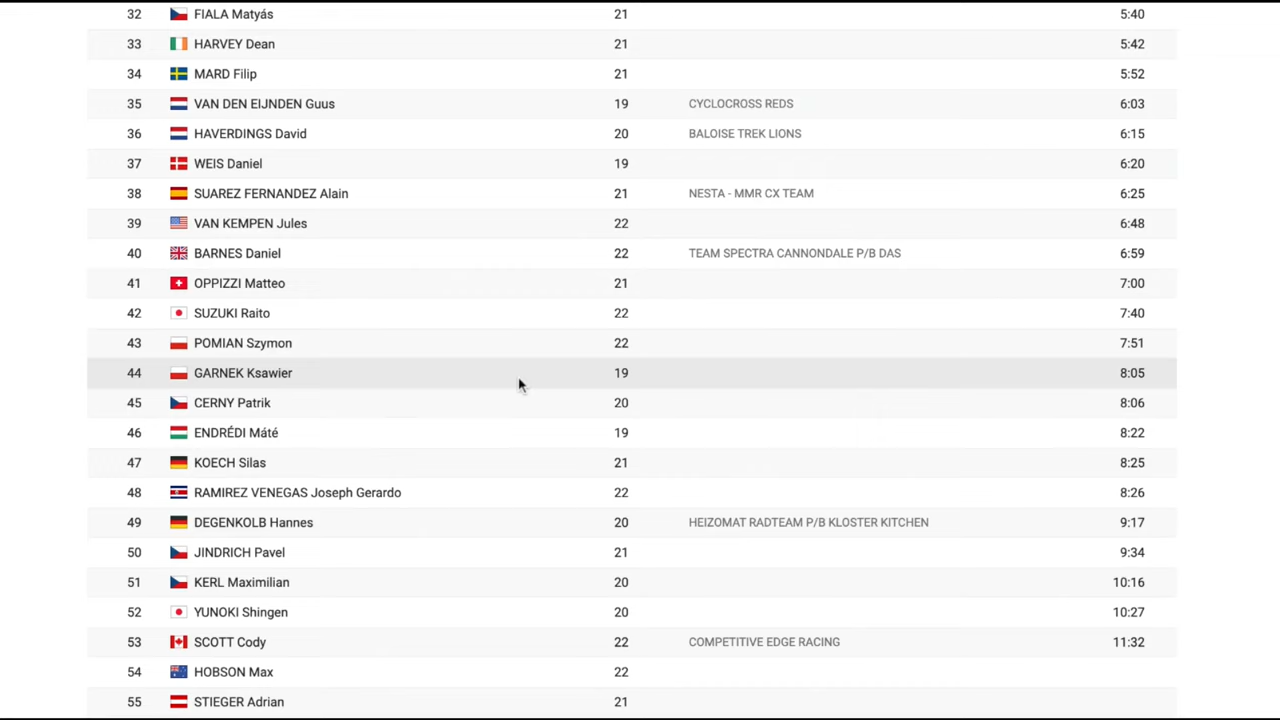 32 FIALA Matyás 21 5:40
33 HARVEY Dean 21 5:42
34 MARD Filip 21 5:52
35 VAN DEN EIJNDEN Guus 19 CYCLOCROSS REDS 6:03
36 HAVERDINGS David 20 BALOISE TREK LIONS 6:15
37 WEIS Daniel 19 6:20
38 SUAREZ FERNANDEZ Alain 21 NESTA - MMR CX TEAM 6:25
39 VAN KEMPEN Jules 22 6:48
40 BARNES Daniel 22 TEAM SPECTRA CANNONDALE P/B DAS 6:59
41 OPPIZZI Matteo 21 7:00
42 SUZUKI Raito 22 7:40
43 POMIAN Szymon 22 7:51
44 GARNEK Ksawier 19 8:05
45 CERNY Patrik 20 8:06
46 ENDRÉDI Máté 19 8:22
47 KOECH Silas 21 8:25
48 RAMIREZ VENEGAS Joseph Gerardo 22 8:26
49 DEGENKOLB Hannes 20 HEIZOMAT RADTEAM P/B KLOSTER KITCHEN 9:17
50 JINDRICH Pavel 21 9:34
51 KERL Maximilian 20 10:16
52 YUNOKI Shingen 20 10:27
53 SCOTT Cody 22 COMPETITIVE EDGE RACING 11:32
54 HOBSON Max 22
55 STIEGER Adrian 21